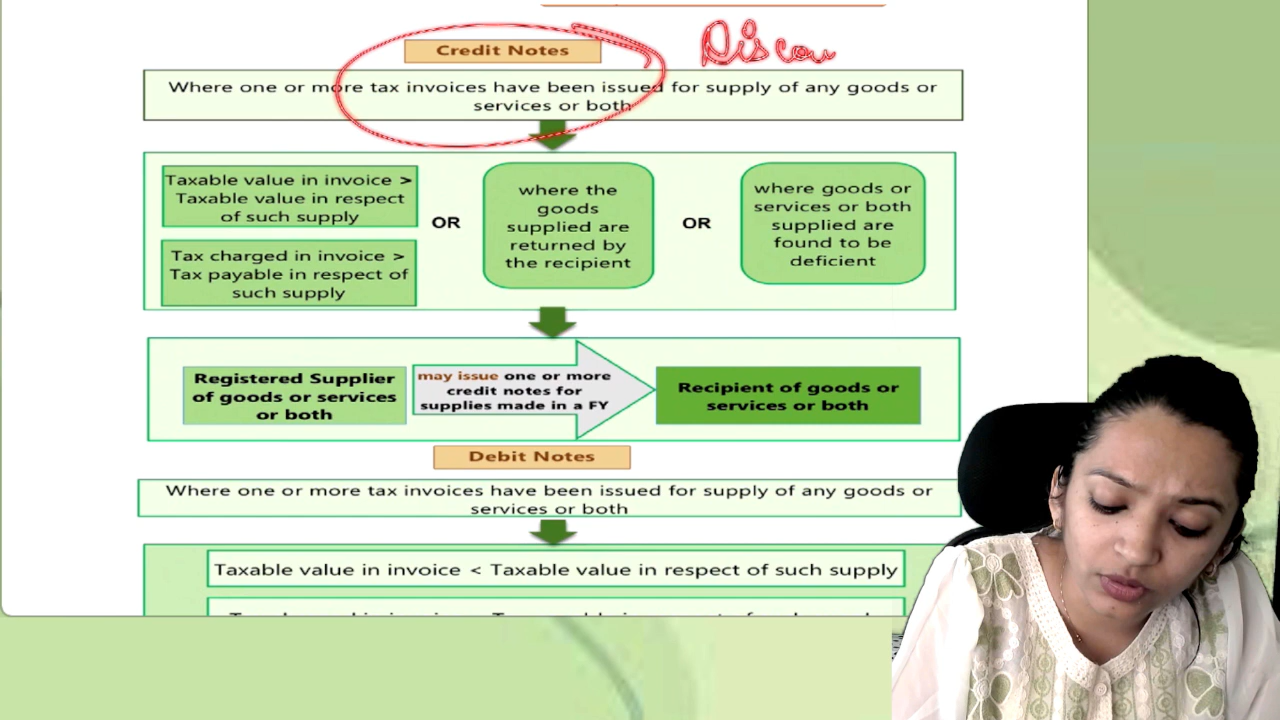 Credit Notes
Discou
Where one or more tax invoices have been issued for supply of any goods or
services or both
Taxable value in invoice >
Taxable value in respect
of such supply
Tax charged in invoice >
Tax payable in respect of
such supply
OR
where the
goods
supplied are
returned by
the recipient
OR
where goods or
services or both
supplied are
found to be
deficient
Registered Supplier
of goods or services
or both
may issue one or more
credit notes for
supplies made in a FY
Recipient of goods or
services or both
Debit Notes
Where one or more tax invoices have been issued for supply of any goods or
services or both
Taxable value in invoice < Taxable value in respect of such supply